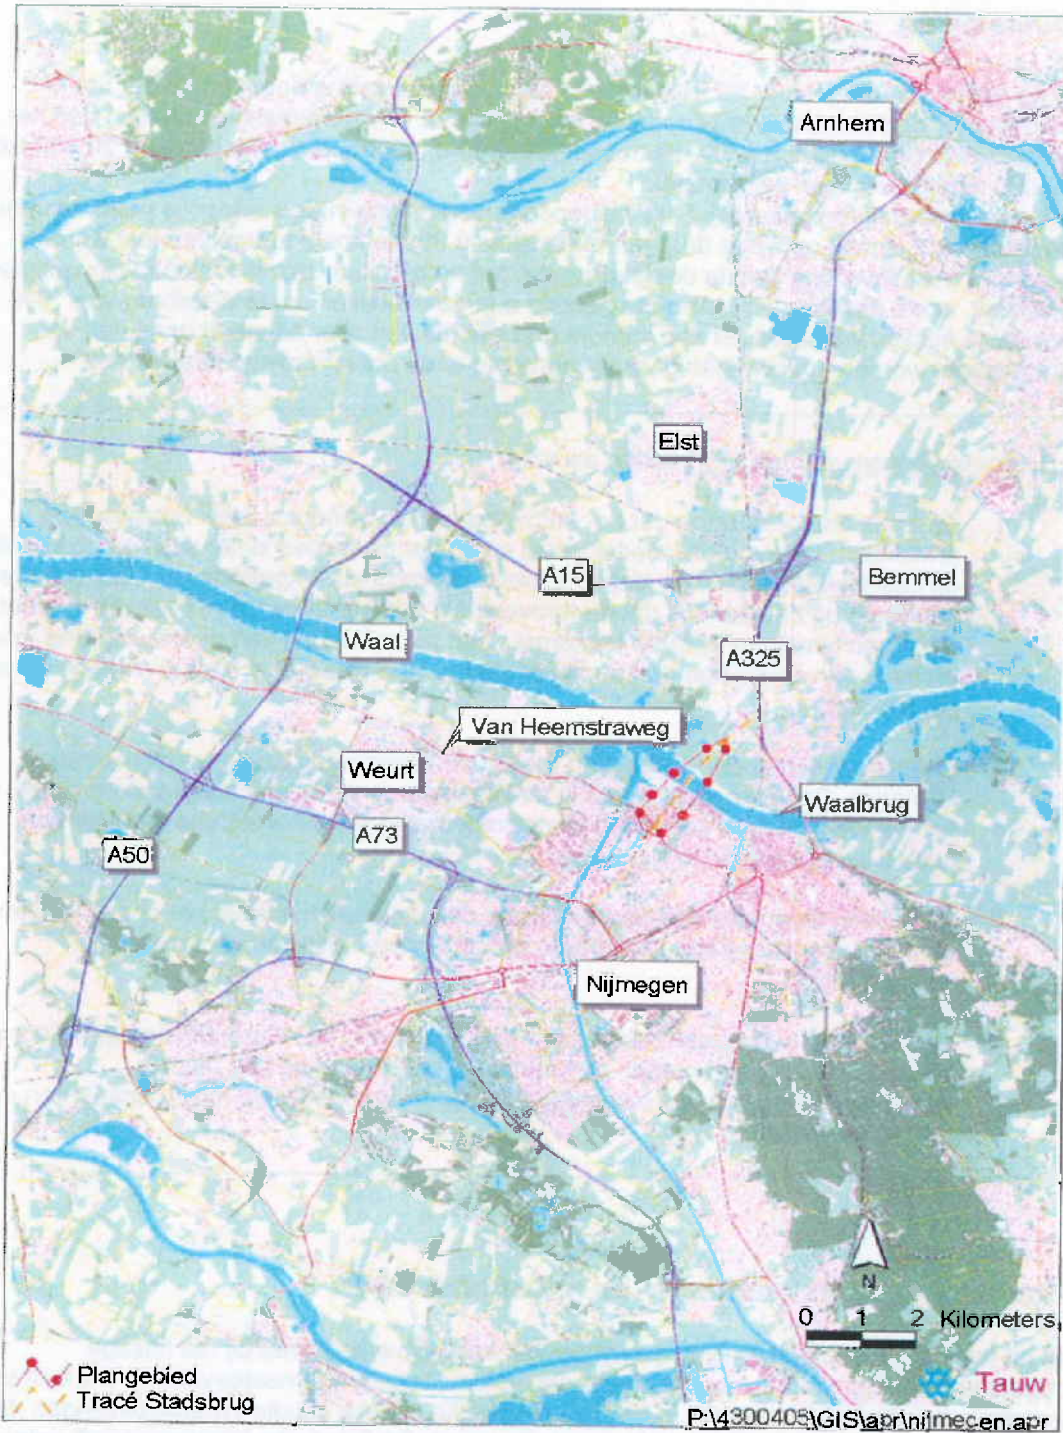 Arnhem
Elst
A15
Bemmel
Waal
A325
Van Heemstraweg
Weurt
Waalbrug
A73
A50
Nijmegen
N
0 1 2 Kilometers
Plangebied
Tracé Stadsbrug
Tauw
P:\4300405\GIS\apr\nijmegen.apr